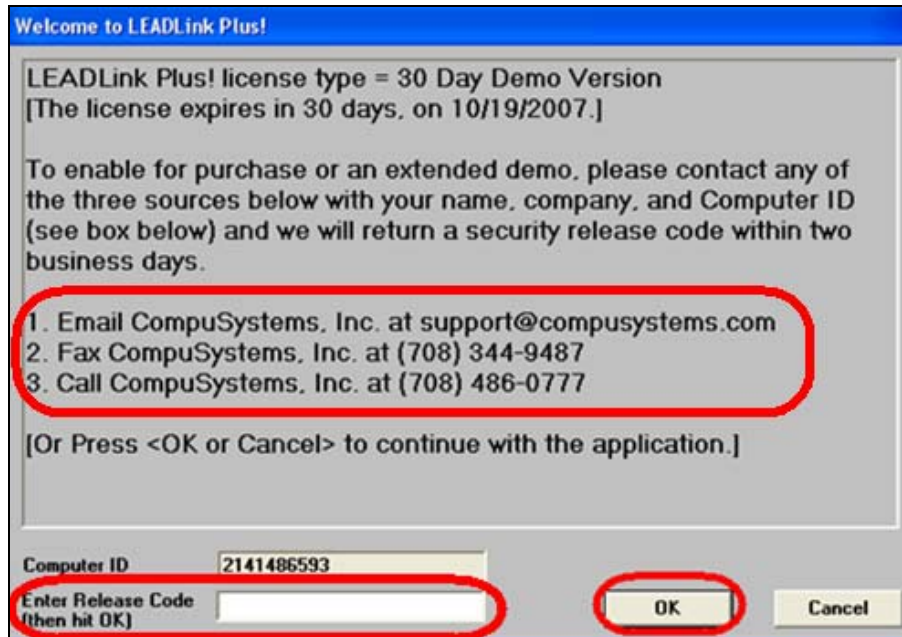 Welcome to LEADLink Plus!
LEADLink Plus! license type = 30 Day Demo Version
[The license expires in 30 days, on 10/19/2007.]
To enable for purchase or an extended demo, please contact any of
the three sources below with your name, company, and Computer ID
(see box below) and we will return a security release code within two
business days.
1. Email CompuSystems, Inc. at support@compusystems.com
2. Fax CompuSystems, Inc. at (708) 344-9487
3. Call CompuSystems, Inc. at (708) 486-0777
[Or Press <OK or Cancel> to continue with the application.]
Computer ID 2141486593
Enter Release Code
(then hit OK)
OK Cancel